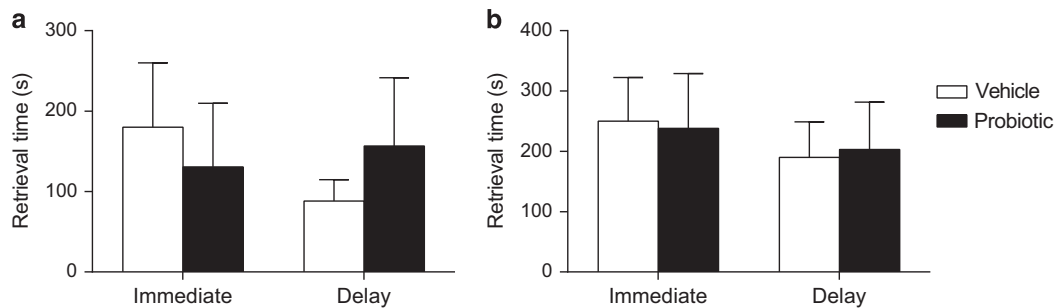 a
Retrieval time (s)
300
200
100
0
Immediate
Delay
b
Retrieval time (s)
400
300
200
100
0
Immediate
Delay
Vehicle
Probiotic